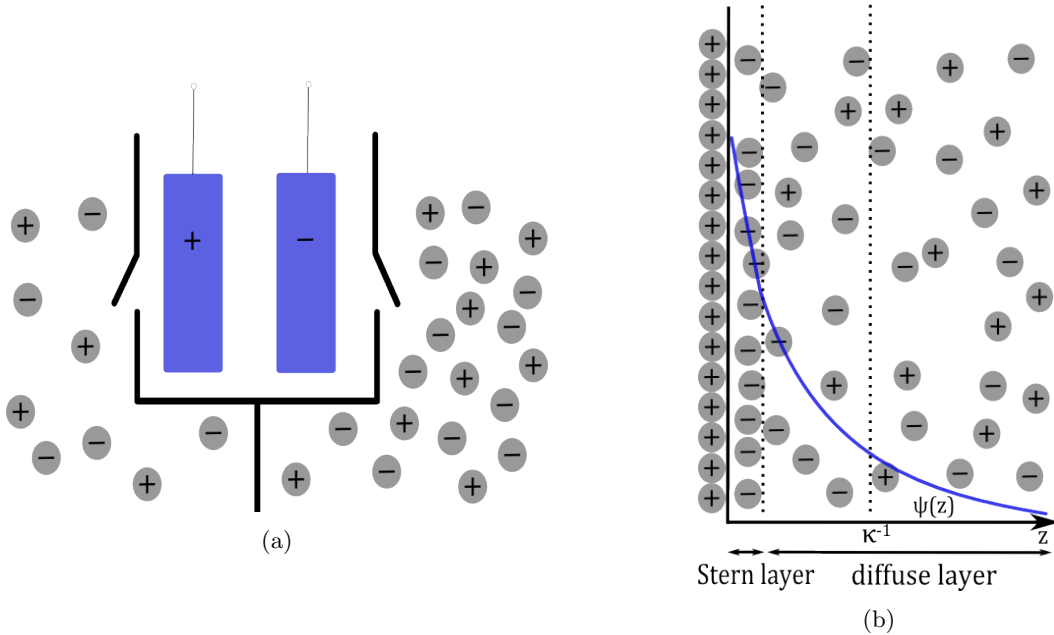 +
−
(a)
ψ(z)
κ⁻¹
z
Stern layer
diffuse layer
(b)